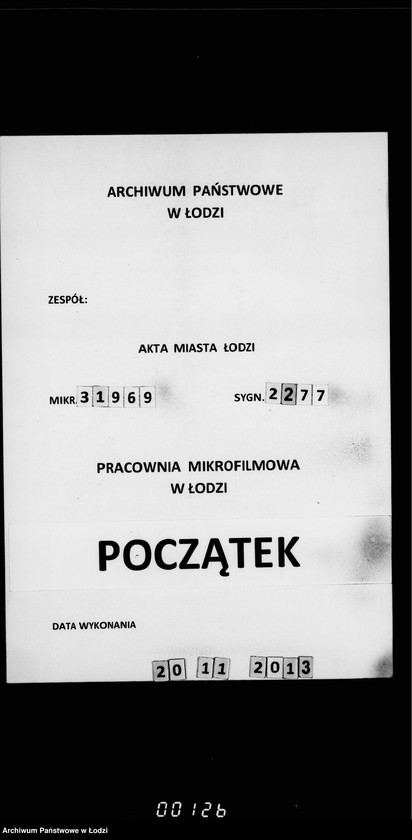 ARCHIWUM PAŃSTWOWE
W ŁODZI
ZESPÓŁ:
AKTA MIASTA ŁODZI
MIKR. 31969 SYGN. 2277
PRACOWNIA MIKROFILMOWA
W ŁODZI
POCZĄTEK
DATA WYKONANIA
20 11 2013
00126
Archiwum Państwowe w Łodzi